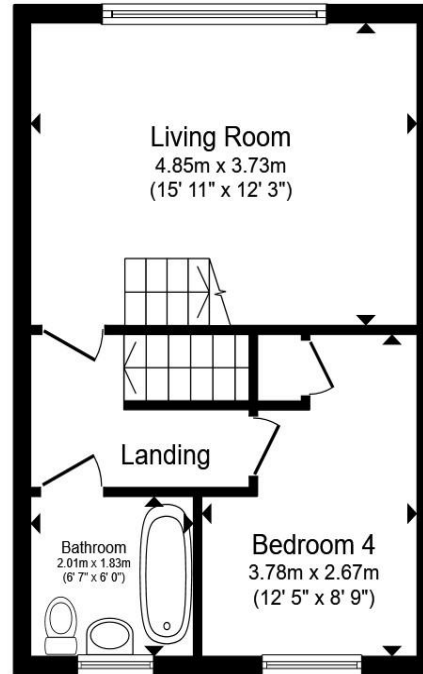 Living Room
4.85m x 3.73m
(15' 11" x 12' 3")
Landing
Bathroom
2.01m x 1.83m
(6' 7" x 6' 0")
Bedroom 4
3.78m x 2.67m
(12' 5" x 8' 9")